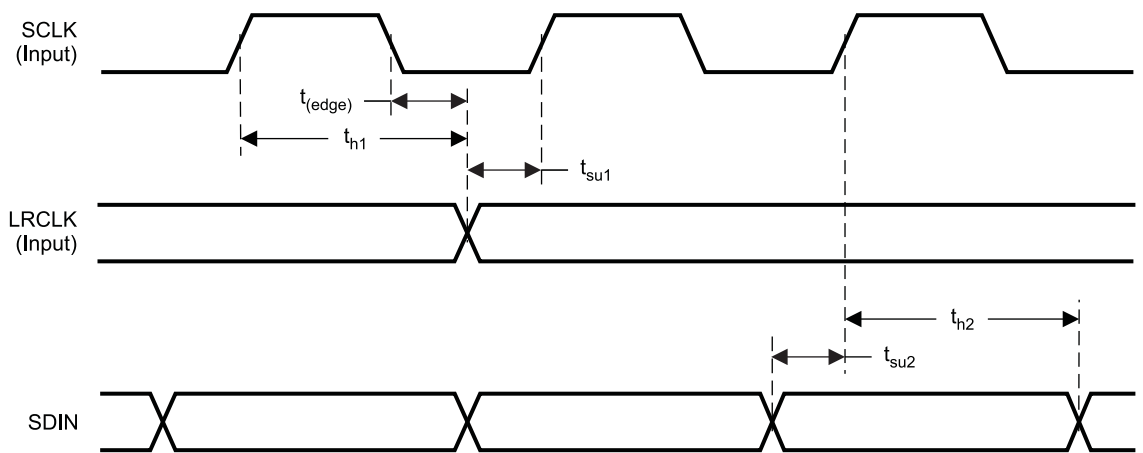 SCLK
(Input)
t(edge)
th1
tsu1
LRCLK
(Input)
th2
tsu2
SDIN